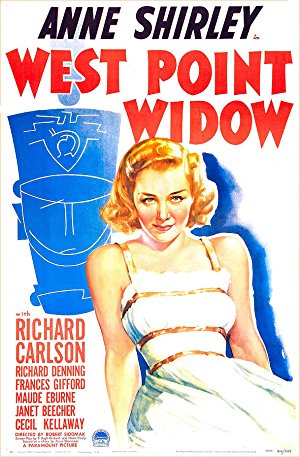 ANNE SHIRLEY
in
WEST POINT
WIDOW
with
RICHARD
CARLSON
RICHARD DENNING
FRANCES GIFFORD
MAUDE EBURNE
JANET BEECHER
CECIL KELLAWAY
DIRECTED BY ROBERT SIODMAK
A PARAMOUNT PICTURE